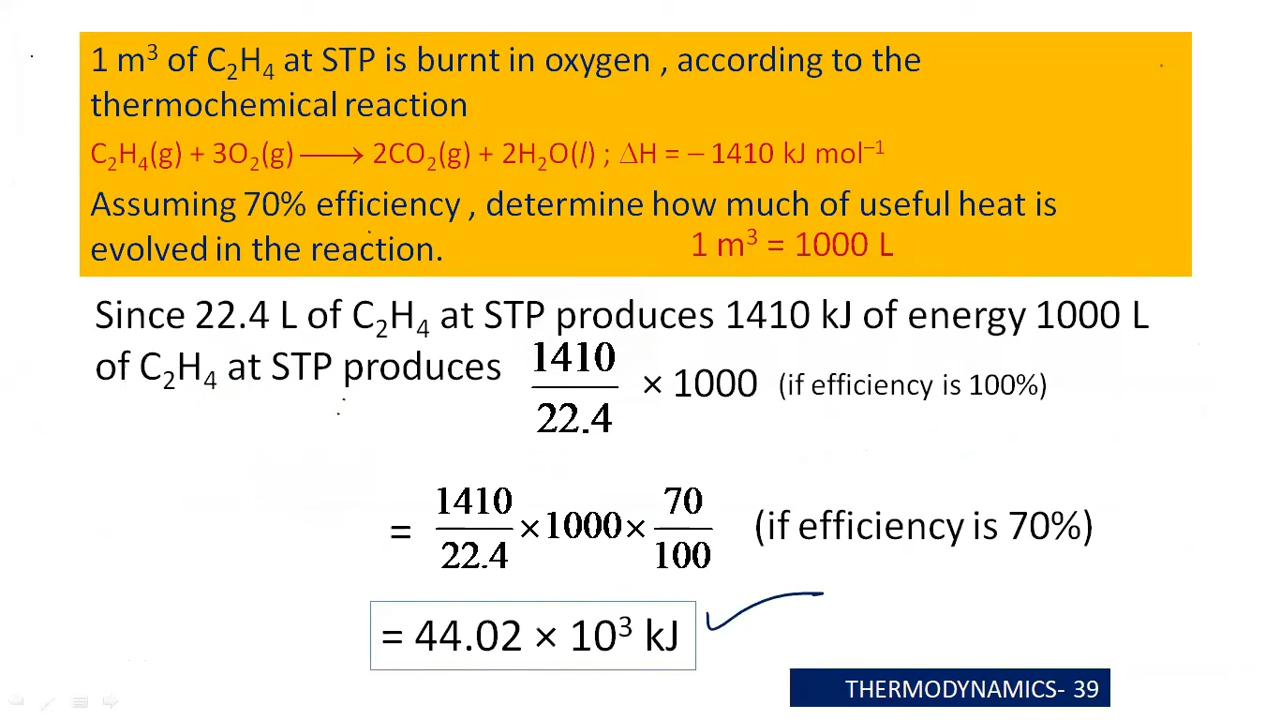 1 m³ of C₂H₄ at STP is burnt in oxygen , according to the
thermochemical reaction
C₂H₄(g) + 3O₂(g) ⟶ 2CO₂(g) + 2H₂O(l) ; ΔH = – 1410 kJ mol⁻¹
Assuming 70% efficiency , determine how much of useful heat is
evolved in the reaction.
1 m³ = 1000 L
Since 22.4 L of C₂H₄ at STP produces 1410 kJ of energy 1000 L
of C₂H₄ at STP produces 1410/22.4 × 1000 (if efficiency is 100%)
= 1410/22.4 ×1000× 70/100 (if efficiency is 70%)
= 44.02 × 10³ kJ
THERMODYNAMICS- 39